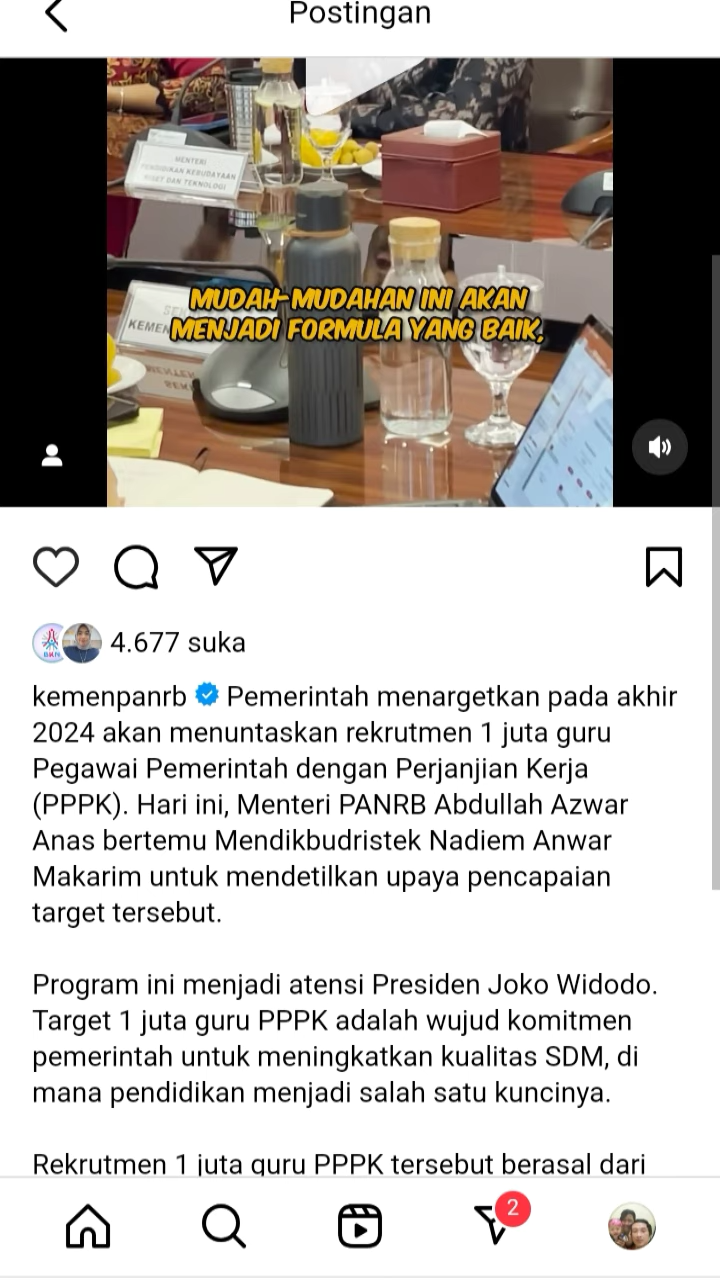 Postingan
MENTERI
PENDIDIKAN KEBUDAYAAN
RISET DAN TEKNOLOGI
MUDAH-MUDAHAN INI AKAN
KEMEN
MENJADI FORMULA YANG BAIK,
4.677 suka
BKN
kemenpanrb Pemerintah menargetkan pada akhir
2024 akan menuntaskan rekrutmen 1 juta guru
Pegawai Pemerintah dengan Perjanjian Kerja
(PPPK). Hari ini, Menteri PANRB Abdullah Azwar
Anas bertemu Mendikbudristek Nadiem Anwar
Makarim untuk mendetilkan upaya pencapaian
target tersebut.
Program ini menjadi atensi Presiden Joko Widodo.
Target 1 juta guru PPPK adalah wujud komitmen
pemerintah untuk meningkatkan kualitas SDM, di
mana pendidikan menjadi salah satu kuncinya.
Rekrutmen 1 juta guru PPPK tersebut berasal dari
2